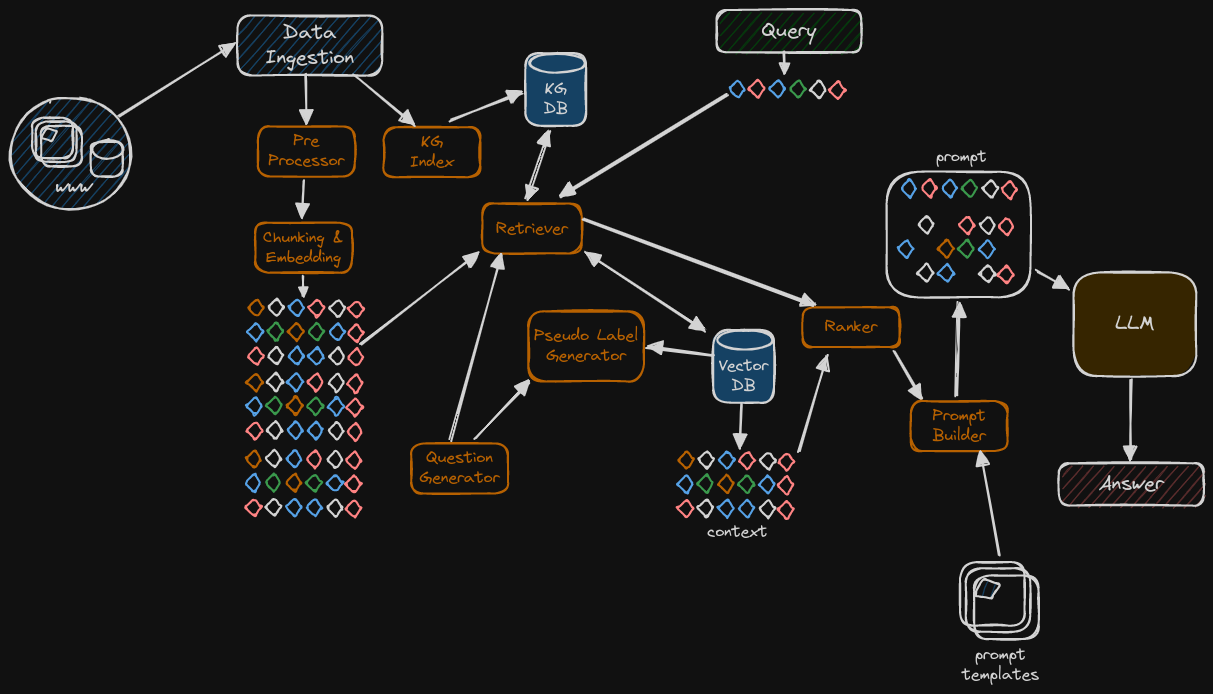 Data
Ingestion
Query
KG
DB
Pre
Processor
KG
Index
www
prompt
Retriever
Chunking &
Embedding
Ranker
LLM
Pseudo Label
Generator
Vector
DB
Prompt
Builder
Question
Generator
Answer
context
prompt
templates